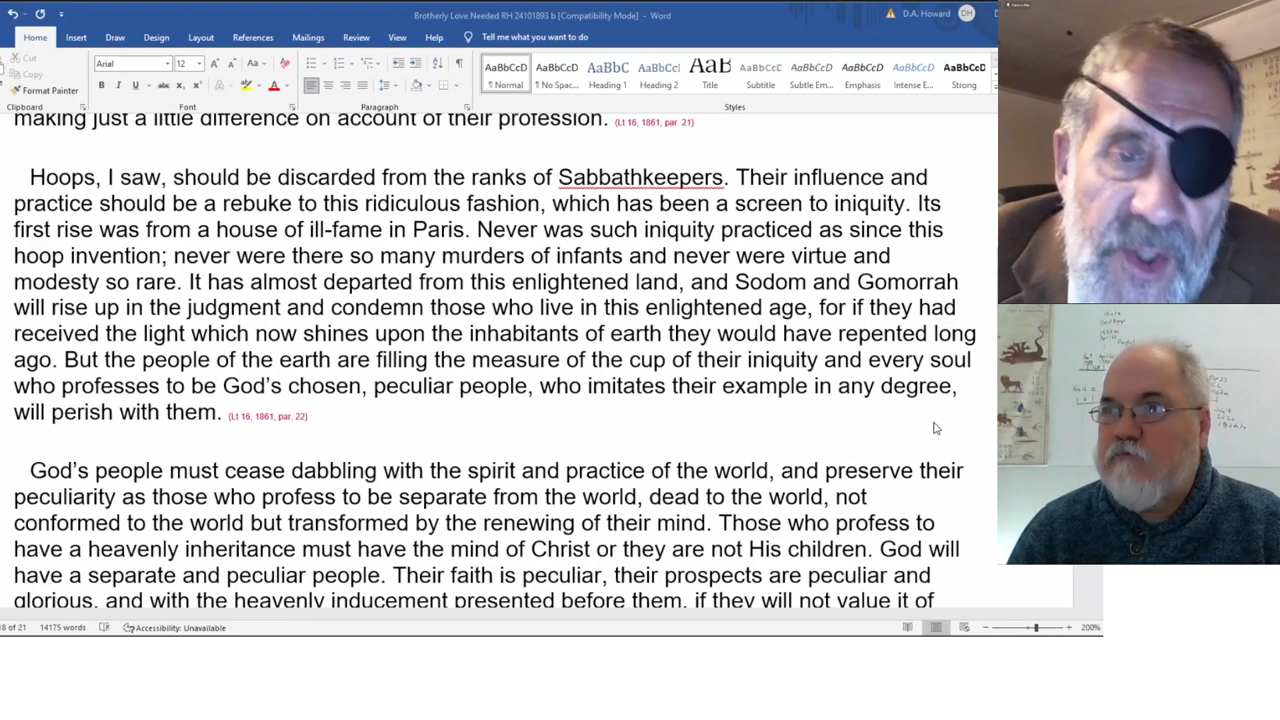 Brotherly Love Needed RH 24101893 b [Compatibility Mode] - Word
D.A. Howard
DH
Home Insert Draw Design Layout References Mailings Review View Help Tell me what you want to do
Cut
Copy
Format Painter
Arial 12
Clipboard Font Paragraph Styles
AaBbCcD AaBbCcD AaBbC AaBbCc AaB AaBbCcD AaBbCcD AaBbCcD AaBbCcD AaBbCcD
¶ Normal ¶ No Spac... Heading 1 Heading 2 Title Subtitle Subtle Em... Emphasis Intense E... Strong
making just a little difference on account of their profession. {Lt 16, 1861, par. 21}
Hoops, I saw, should be discarded from the ranks of Sabbathkeepers. Their influence and
practice should be a rebuke to this ridiculous fashion, which has been a screen to iniquity. Its
first rise was from a house of ill-fame in Paris. Never was such iniquity practiced as since this
hoop invention; never were there so many murders of infants and never were virtue and
modesty so rare. It has almost departed from this enlightened land, and Sodom and Gomorrah
will rise up in the judgment and condemn those who live in this enlightened age, for if they had
received the light which now shines upon the inhabitants of earth they would have repented long
ago. But the people of the earth are filling the measure of the cup of their iniquity and every soul
who professes to be God's chosen, peculiar people, who imitates their example in any degree,
will perish with them. {Lt 16, 1861, par. 22}
God's people must cease dabbling with the spirit and practice of the world, and preserve their
peculiarity as those who profess to be separate from the world, dead to the world, not
conformed to the world but transformed by the renewing of their mind. Those who profess to
have a heavenly inheritance must have the mind of Christ or they are not His children. God will
have a separate and peculiar people. Their faith is peculiar, their prospects are peculiar and
glorious, and with the heavenly inducement presented before them, if they will not value it of
18 of 21 14175 words Accessibility: Unavailable 200%